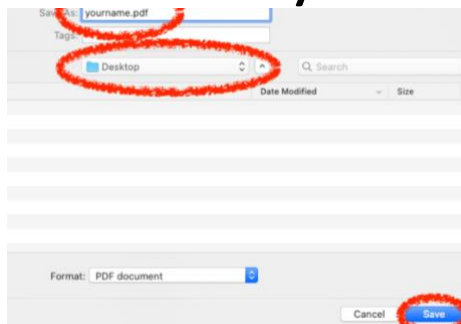 Save As: yourname.pdf
Tags:
Desktop
Search
Date Modified Size
Format: PDF document
Cancel Save